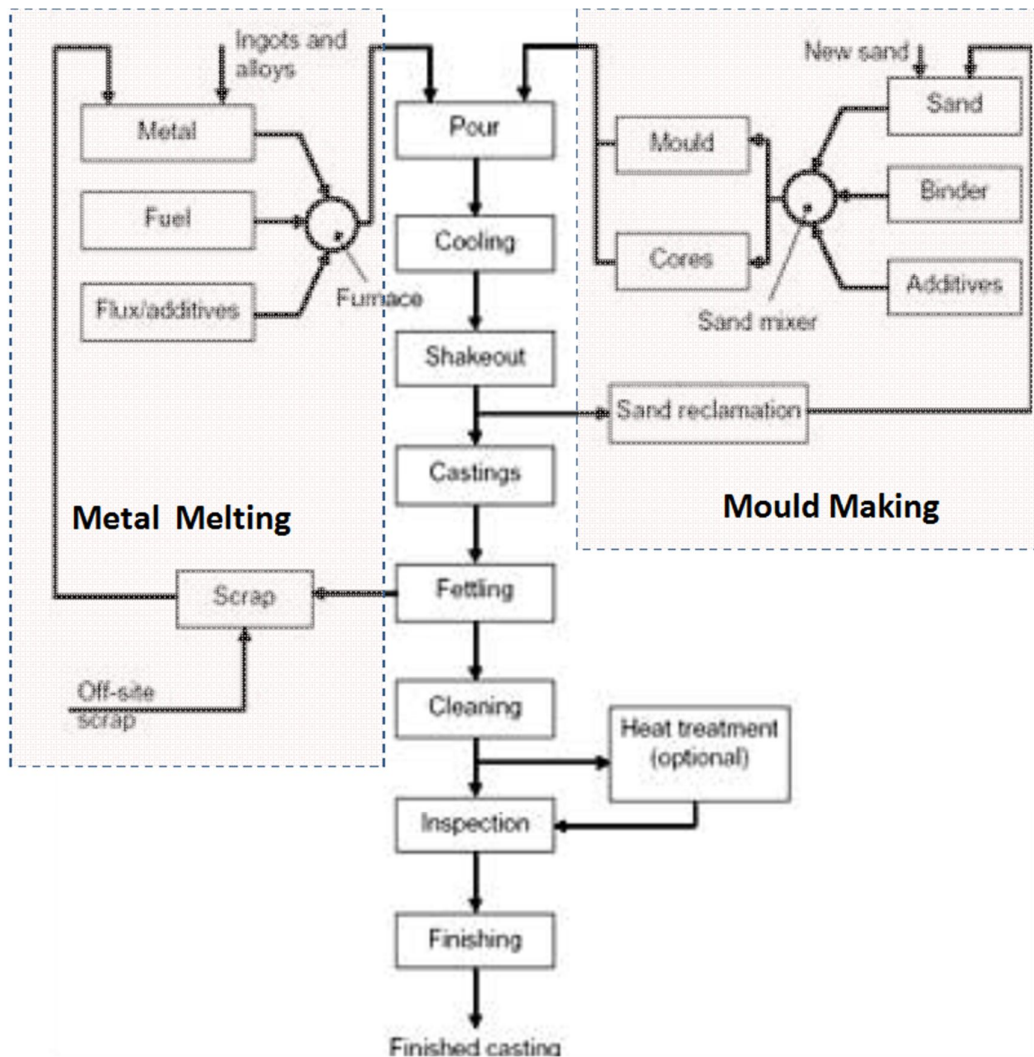 Ingots and
alloys
Metal
Fuel
Flux/additives
Furnace
Metal Melting
Scrap
Off-site
scrap
Pour
Cooling
Shakeout
Castings
Fettling
Cleaning
Heat treatment
(optional)
Inspection
Finishing
Finished casting
New sand
Sand
Mould
Binder
Cores
Additives
Sand mixer
Sand reclamation
Mould Making